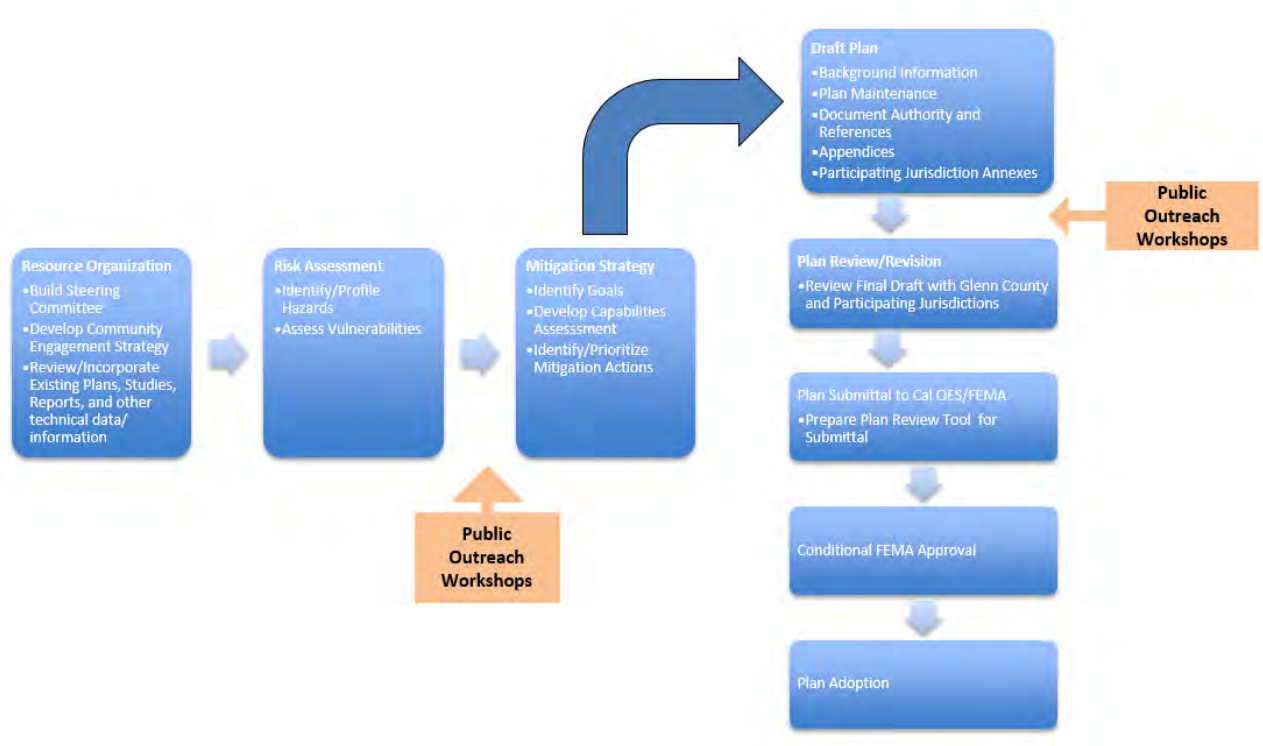 Resource Organization
•Build Steering
Committee
•Develop Community
Engagement Strategy
•Review/Incorporate
Existing Plans, Studies,
Reports, and other
technical data/
information
Risk Assessment
•Identify/Profile
Hazards
•Assess Vulnerabilities
Public
Outreach
Workshops
Mitigation Strategy
•Identify Goals
•Develop Capabilities
Assesssment
•Identify/Prioritize
Mitigation Actions
Draft Plan
•Background Information
•Plan Maintenance
•Document Authority and
References
•Appendices
•Participating Jurisdiction Annexes
Public
Outreach
Workshops
Plan Review/Revision
•Review Final Draft with Glenn County
and Participating Jurisdictions
Plan Submittal to Cal OES/FEMA
•Prepare Plan Review Tool for
Submittal
Conditional FEMA Approval
Plan Adoption